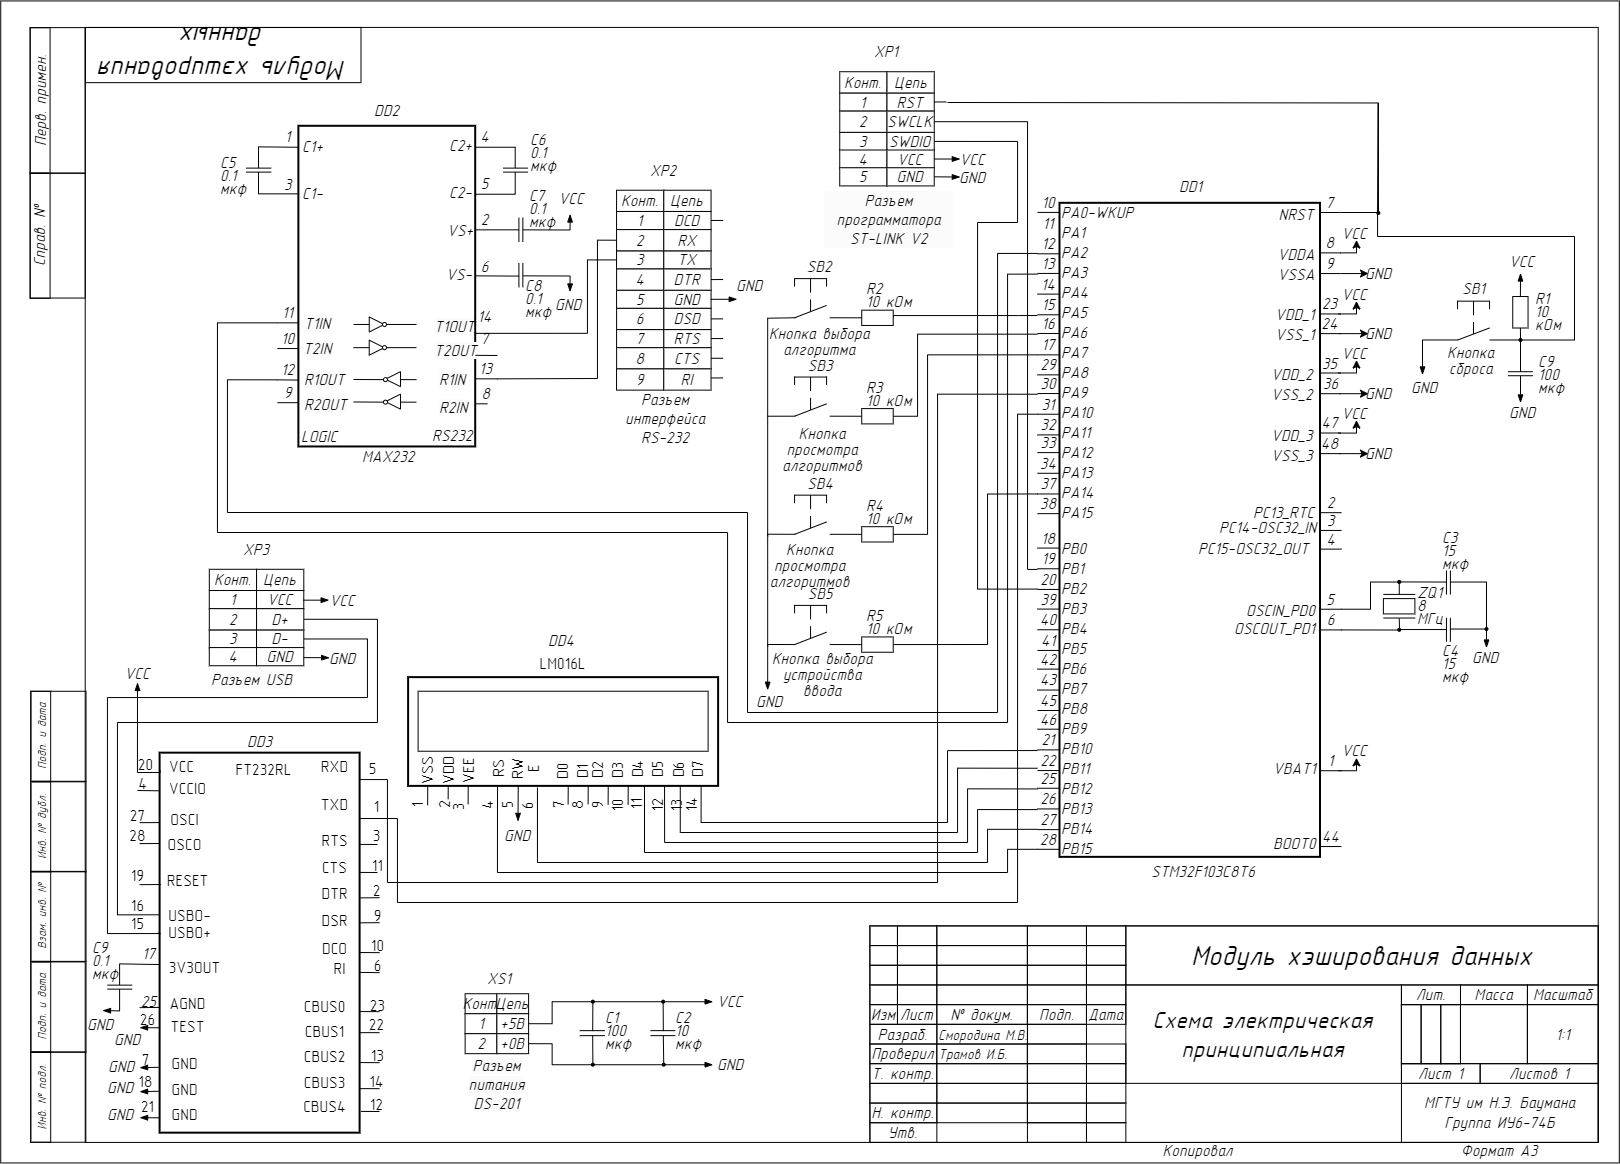 Модуль хэширования
данных
Перв. примен.
Справ. №
Подп. и дата
Инв. № дубл.
Взам. инв. №
Подп. и дата
Инв. № подл.
DD2
1 C1+
3 C1-
4 C2+
5 C2-
2 VS+
6 VS-
11 T1IN
10 T2IN
12 R1OUT
9 R2OUT
14 T1OUT
7 T2OUT
13 R1IN
8 R2IN
LOGIC RS232
MAX232
C5
0.1
мкф
C6
0.1
мкф
C7
0.1
мкф
VCC
C8
0.1
мкф
GND
XP2
Конт. Цепь
1 DCD
2 RX
3 TX
4 DTR
5 GND
6 DSD
7 RTS
8 CTS
9 RI
GND
Разъем
интерфейса
RS-232
XP1
Конт. Цепь
1 RST
2 SWCLK
3 SWDIO
4 VCC VCC
5 GND GND
Разъем
программатора
ST-LINK V2
SB2
R2
10 кОм
Кнопка выбора
алгоритма
SB3
R3
10 кОм
Кнопка
просмотра
алгоритмов
SB4
R4
10 кОм
Кнопка
просмотра
алгоритмов
SB5
R5
10 кОм
Кнопка выбора
устройства
ввода
GND
DD1
10 PA0-WKUP
11 PA1
12 PA2
13 PA3
14 PA4
15 PA5
16 PA6
17 PA7
29 PA8
30 PA9
31 PA10
32 PA11
33 PA12
34 PA13
37 PA14
38 PA15
18 PB0
19 PB1
20 PB2
39 PB3
40 PB4
41 PB5
42 PB6
43 PB7
45 PB8
46 PB9
21 PB10
22 PB11
25 PB12
26 PB13
27 PB14
28 PB15
NRST 7
VDDA 8 VCC
VSSA 9 GND
VDD_1 23 VCC
VSS_1 24 GND
VDD_2 35 VCC
VSS_2 36 GND
VDD_3 47 VCC
VSS_3 48 GND
PC13_RTC 2
PC14-OSC32_IN 3
PC15-OSC32_OUT 4
OSCIN_PD0 5
OSCOUT_PD1 6
VBAT1 1 VCC
BOOT0 44
STM32F103C8T6
VCC
SB1
R1
10
кОм
Кнопка
сброса
GND
C9
100
мкф
GND
C3
15
мкф
ZQ1
8
МГц
C4
15
мкф
GND
XP3
Конт. Цепь
1 VCC VCC
2 D+
3 D-
4 GND GND
Разъем USB
VCC
DD3
FT232RL
20 VCC
4 VCCIO
27 OSCI
28 OSCO
19 RESET
16 USBO-
15 USBO+
17 3V3OUT
25 AGND
26 TEST
7 GND
18 GND
21 GND
RXD 5
TXD 1
RTS 3
CTS 11
DTR 2
DSR 9
DCO 10
RI 6
CBUS0 23
CBUS1 22
CBUS2 13
CBUS3 14
CBUS4 12
C9
0.1
мкф
GND
GND
GND
GND
GND
DD4
LM016L
VSS VDD VEE RS RW E D0 D1 D2 D3 D4 D5 D6 D7
1 2 3 4 5 6 7 8 9 10 11 12 13 14
GND
XS1
Конт Цепь
1 +5В
2 +0В
Разъем
питания
DS-201
C1
100
мкф
C2
10
мкф
VCC
GND
Модуль хэширования данных
Схема электрическая
принципиальная
Изм Лист № докум. Подп. Дата
Разраб. Смородина М.В.
Проверил Трамов И.Б.
Т. контр.
Н. контр.
Утв.
Лит. Масса Масштаб
1:1
Лист 1 Листов 1
МГТУ им Н.Э. Баумана
Группа ИУ6-74Б
Копировал Формат А3